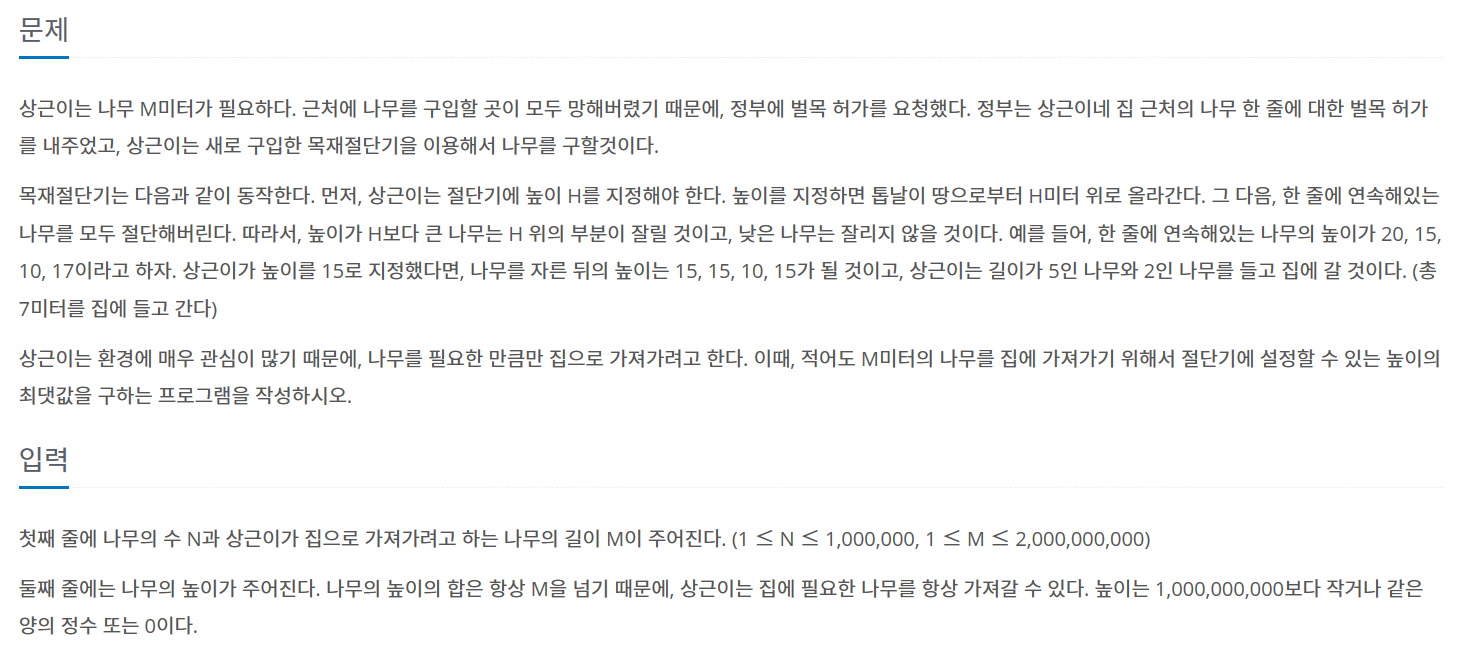 문제
상근이는 나무 M미터가 필요하다. 근처에 나무를 구입할 곳이 모두 망해버렸기 때문에, 정부에 벌목 허가를 요청했다. 정부는 상근이네 집 근처의 나무 한 줄에 대한 벌목 허가
를 내주었고, 상근이는 새로 구입한 목재절단기을 이용해서 나무를 구할것이다.
목재절단기는 다음과 같이 동작한다. 먼저, 상근이는 절단기에 높이 H를 지정해야 한다. 높이를 지정하면 톱날이 땅으로부터 H미터 위로 올라간다. 그 다음, 한 줄에 연속해있는
나무를 모두 절단해버린다. 따라서, 높이가 H보다 큰 나무는 H 위의 부분이 잘릴 것이고, 낮은 나무는 잘리지 않을 것이다. 예를 들어, 한 줄에 연속해있는 나무의 높이가 20, 15,
10, 17이라고 하자. 상근이가 높이를 15로 지정했다면, 나무를 자른 뒤의 높이는 15, 15, 10, 15가 될 것이고, 상근이는 길이가 5인 나무와 2인 나무를 들고 집에 갈 것이다. (총
7미터를 집에 들고 간다)
상근이는 환경에 매우 관심이 많기 때문에, 나무를 필요한 만큼만 집으로 가져가려고 한다. 이때, 적어도 M미터의 나무를 집에 가져가기 위해서 절단기에 설정할 수 있는 높이의
최댓값을 구하는 프로그램을 작성하시오.
입력
첫째 줄에 나무의 수 N과 상근이가 집으로 가져가려고 하는 나무의 길이 M이 주어진다. (1 ≤ N ≤ 1,000,000, 1 ≤ M ≤ 2,000,000,000)
둘째 줄에는 나무의 높이가 주어진다. 나무의 높이의 합은 항상 M을 넘기 때문에, 상근이는 집에 필요한 나무를 항상 가져갈 수 있다. 높이는 1,000,000,000보다 작거나 같은
양의 정수 또는 0이다.